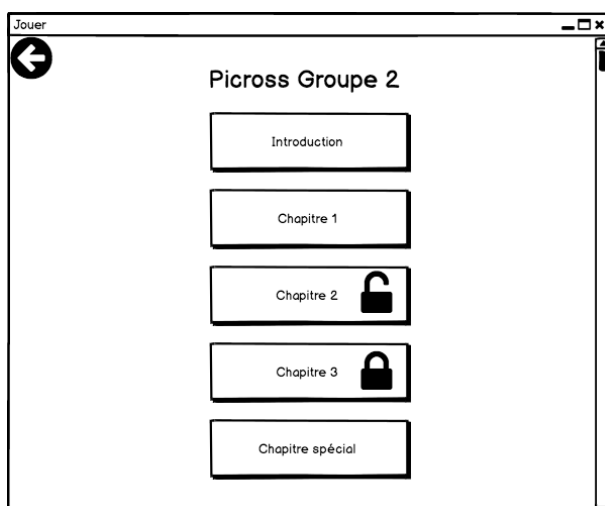 Jouer
Picross Groupe 2
Introduction
Chapitre 1
Chapitre 2
Chapitre 3
Chapitre spécial